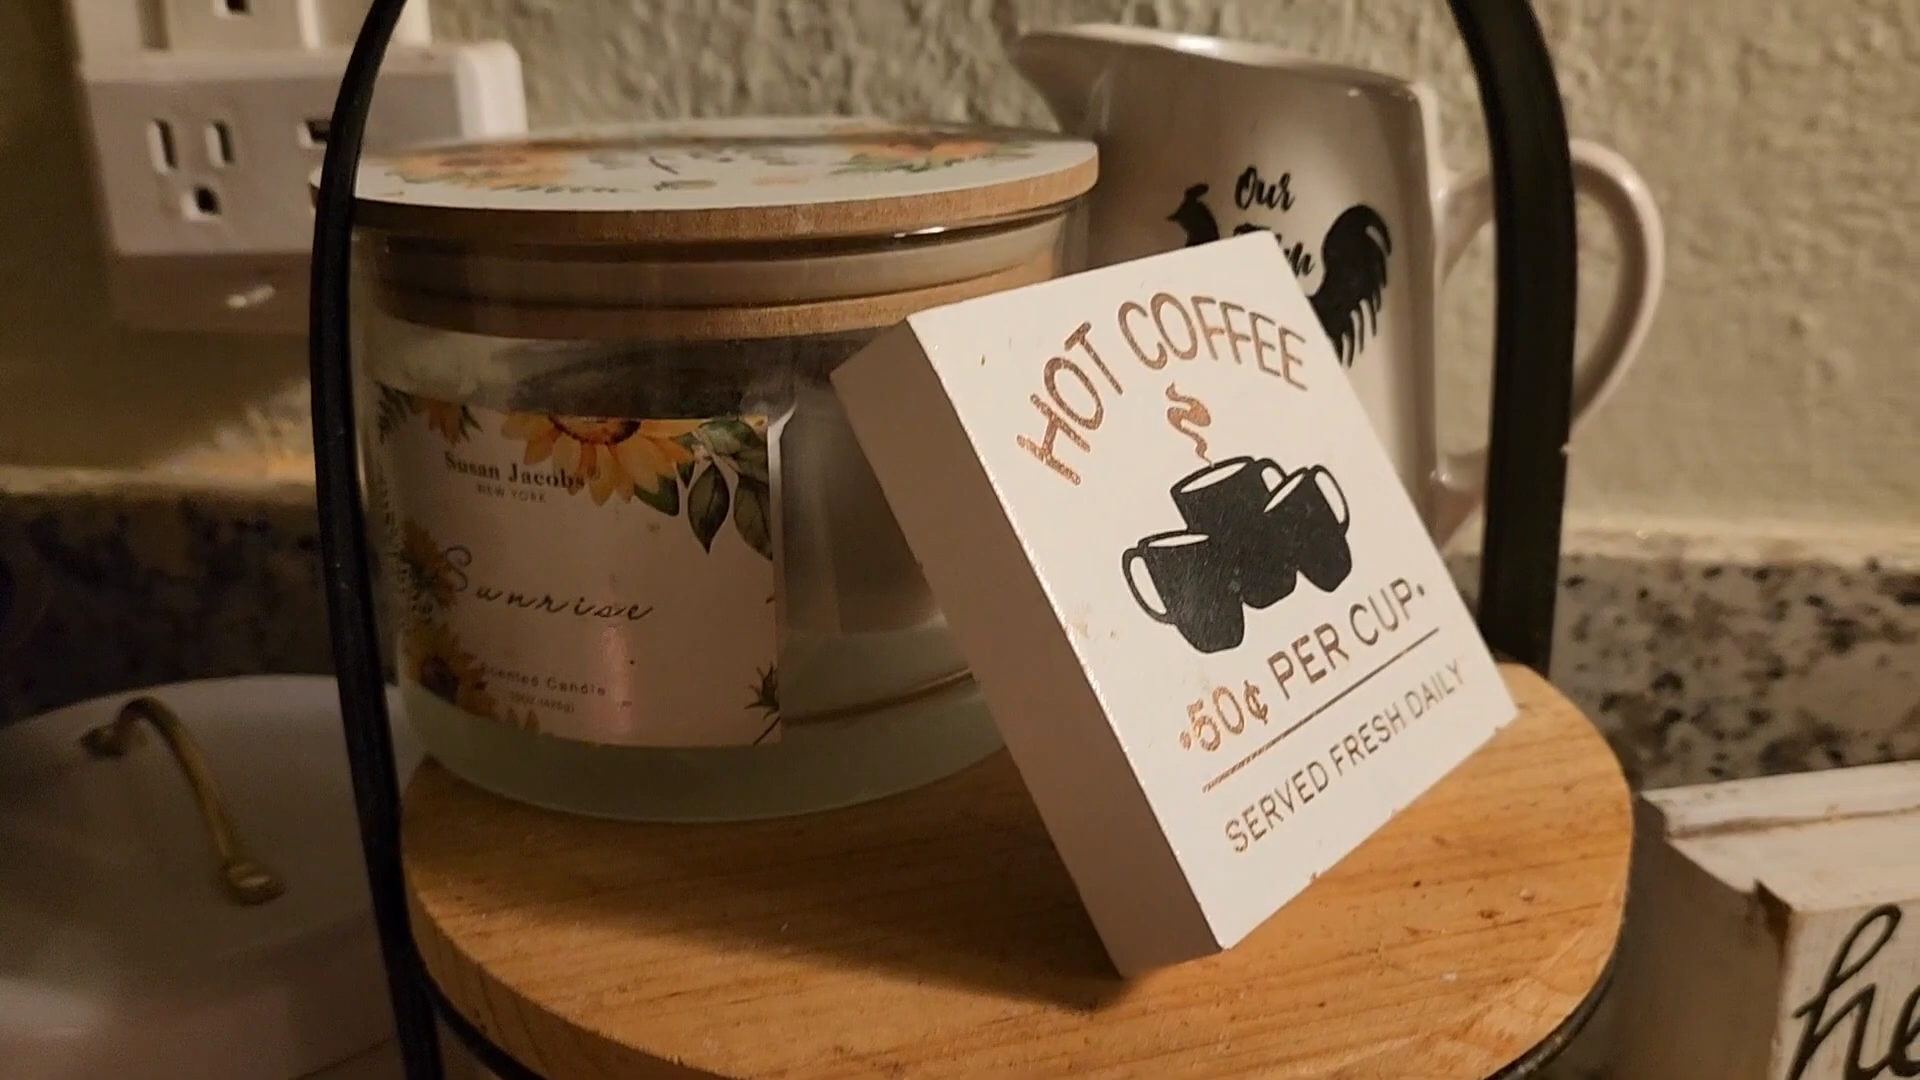 Susan Jacobs
NEW YORK
Sunrise
Scented Candle
Our
HOT COFFEE
•50¢ PER CUP•
SERVED FRESH DAILY